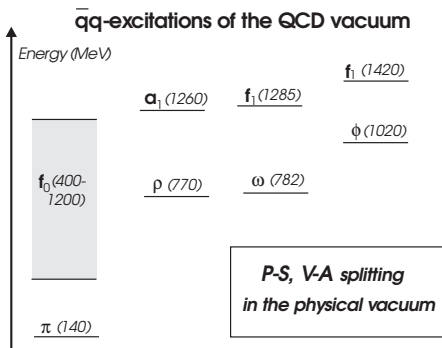 q̄q-excitations of the QCD vacuum
Energy (MeV)
f₁ (1420)
a₁ (1260)
f₁(1285)
ϕ (1020)
f₀(400-
1200)
ρ (770)
ω (782)
P-S, V-A splitting
in the physical vacuum
π (140)